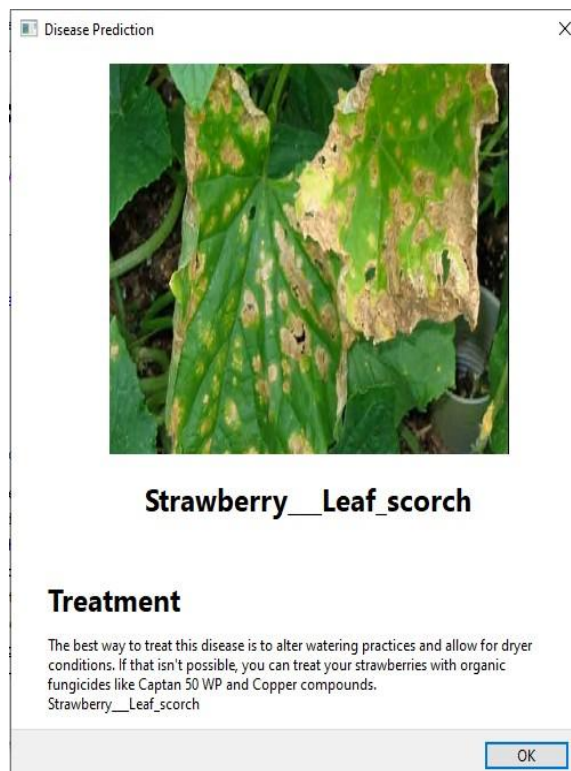 Disease Prediction
Strawberry___Leaf_scorch
Treatment
The best way to treat this disease is to alter watering practices and allow for dryer
conditions. If that isn't possible, you can treat your strawberries with organic
fungicides like Captan 50 WP and Copper compounds.
Strawberry___Leaf_scorch
OK